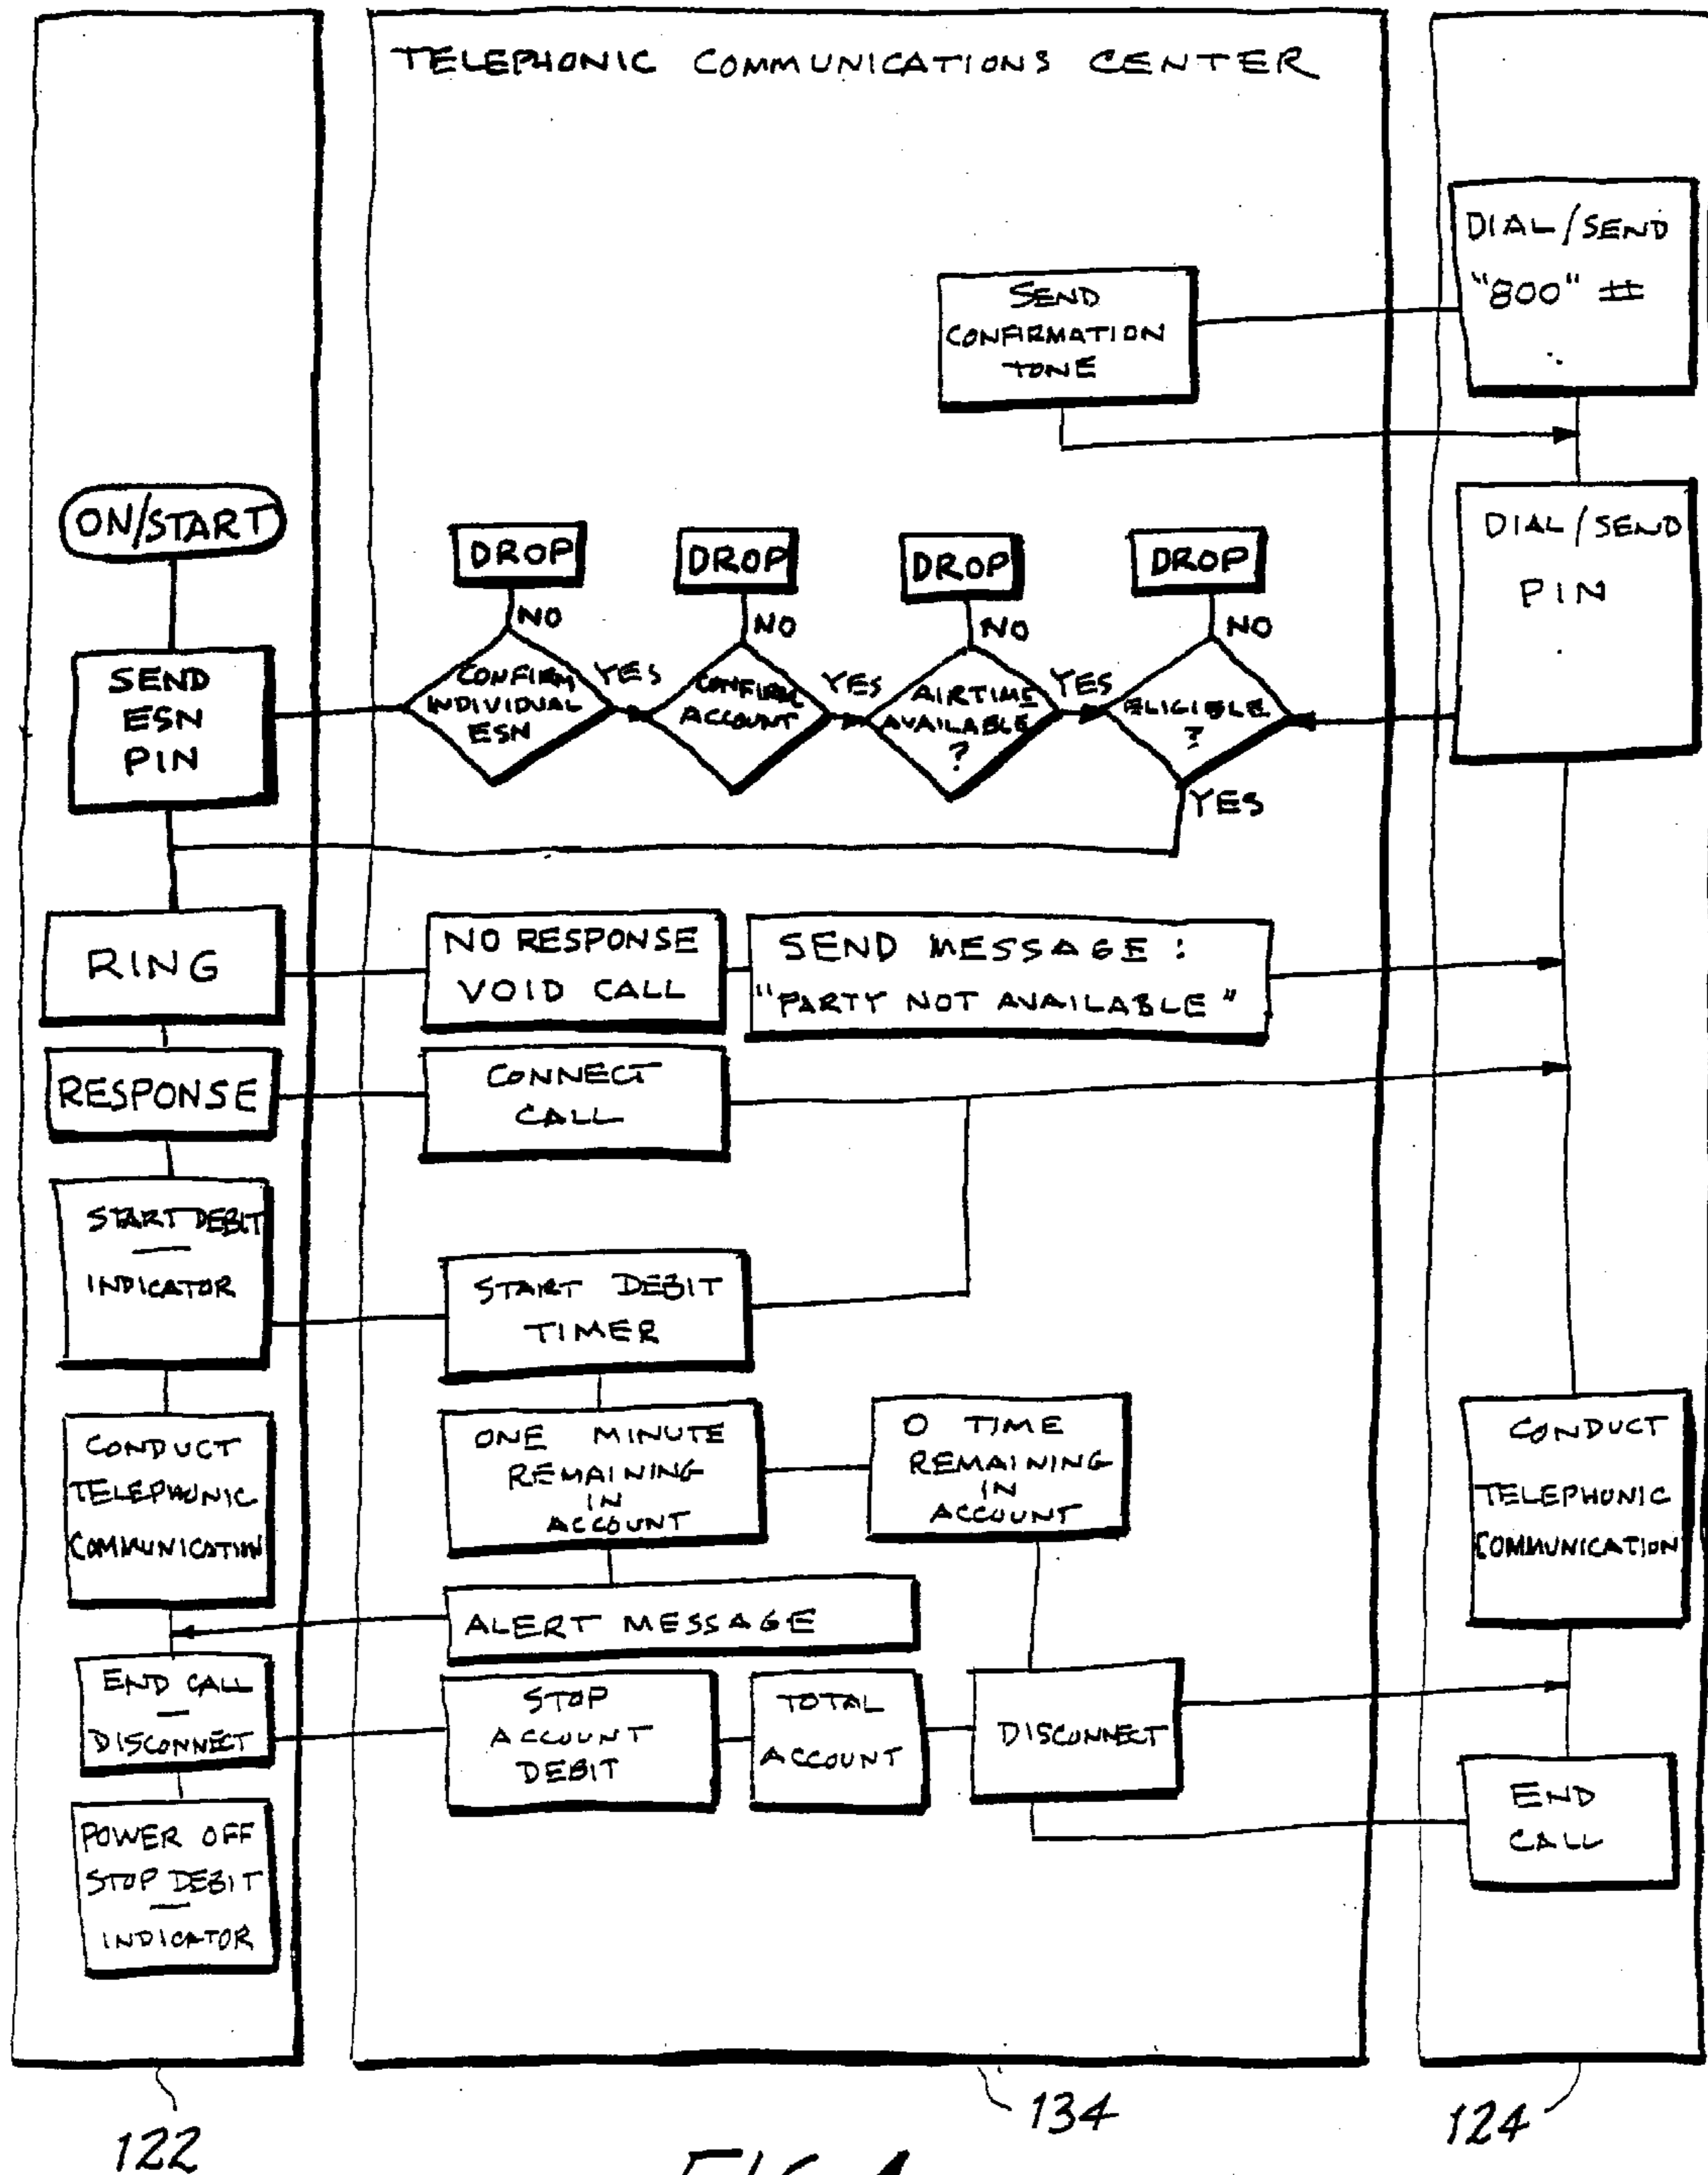 TELEPHONIC COMMUNICATIONS CENTER
DIAL/SEND
"800" #
SEND
CONFIRMATION
TONE
ON/START
DROP
DROP
DROP
DROP
DIAL/SEND
PIN
NO
NO
NO
NO
SEND
ESN
PIN
CONFIRM
INDIVIDUAL
ESN
YES
CONFIRM
ACCOUNT
YES
AIRTIME
AVAILABLE
?
YES
ELIGIBLE
?
YES
RING
NO RESPONSE
VOID CALL
SEND MESSAGE :
"PARTY NOT AVAILABLE"
RESPONSE
CONNECT
CALL
START DEBIT
INDICATOR
START DEBIT
TIMER
CONDUCT
TELEPHONIC
COMMUNICATION
ONE MINUTE
REMAINING
IN
ACCOUNT
0 TIME
REMAINING
IN
ACCOUNT
CONDUCT
TELEPHONIC
COMMUNICATION
ALERT MESSAGE
END CALL
DISCONNECT
STOP
ACCOUNT
DEBIT
TOTAL
ACCOUNT
DISCONNECT
END
CALL
POWER OFF
STOP DEBIT
INDICATOR
122
134
124